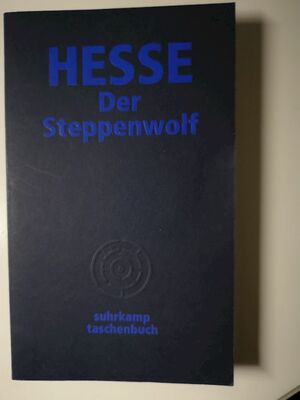 HESSE
Der
Steppenwolf
suhrkamp
taschenbuch